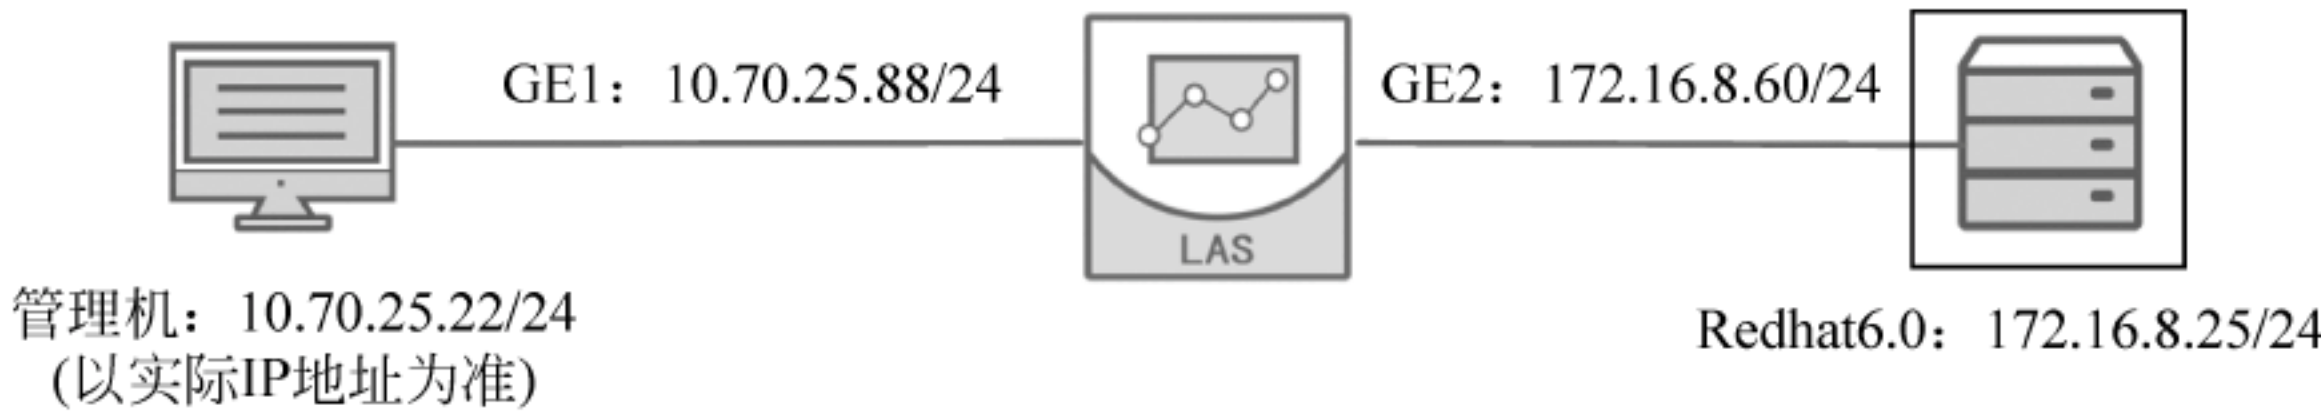 GE1：10.70.25.88/24
GE2：172.16.8.60/24
LAS
管理机：10.70.25.22/24
(以实际IP地址为准)
Redhat6.0：172.16.8.25/24